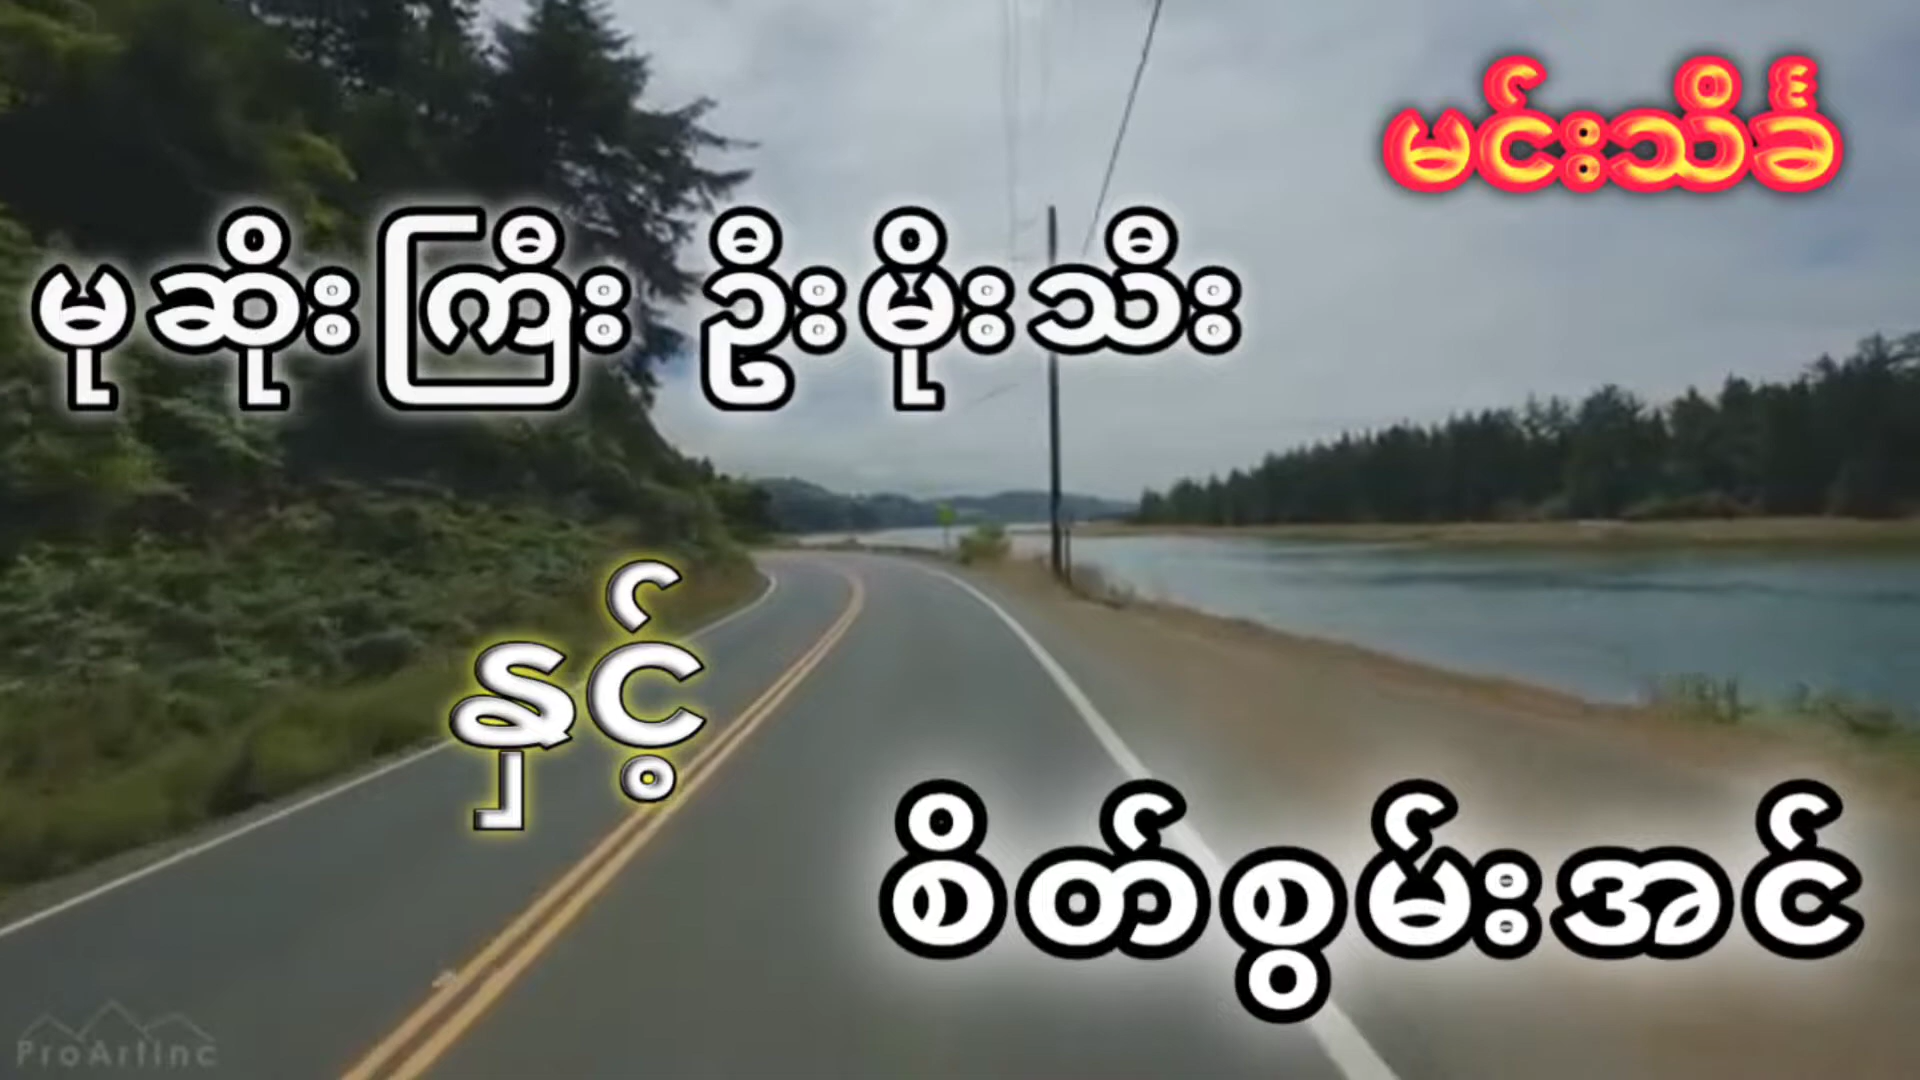 မင်းသိင်္ခ
မုဆိုးကြီး ဦးမိုးသီး
နှင့်
စိတ်စွမ်းအင်
ProArtInc